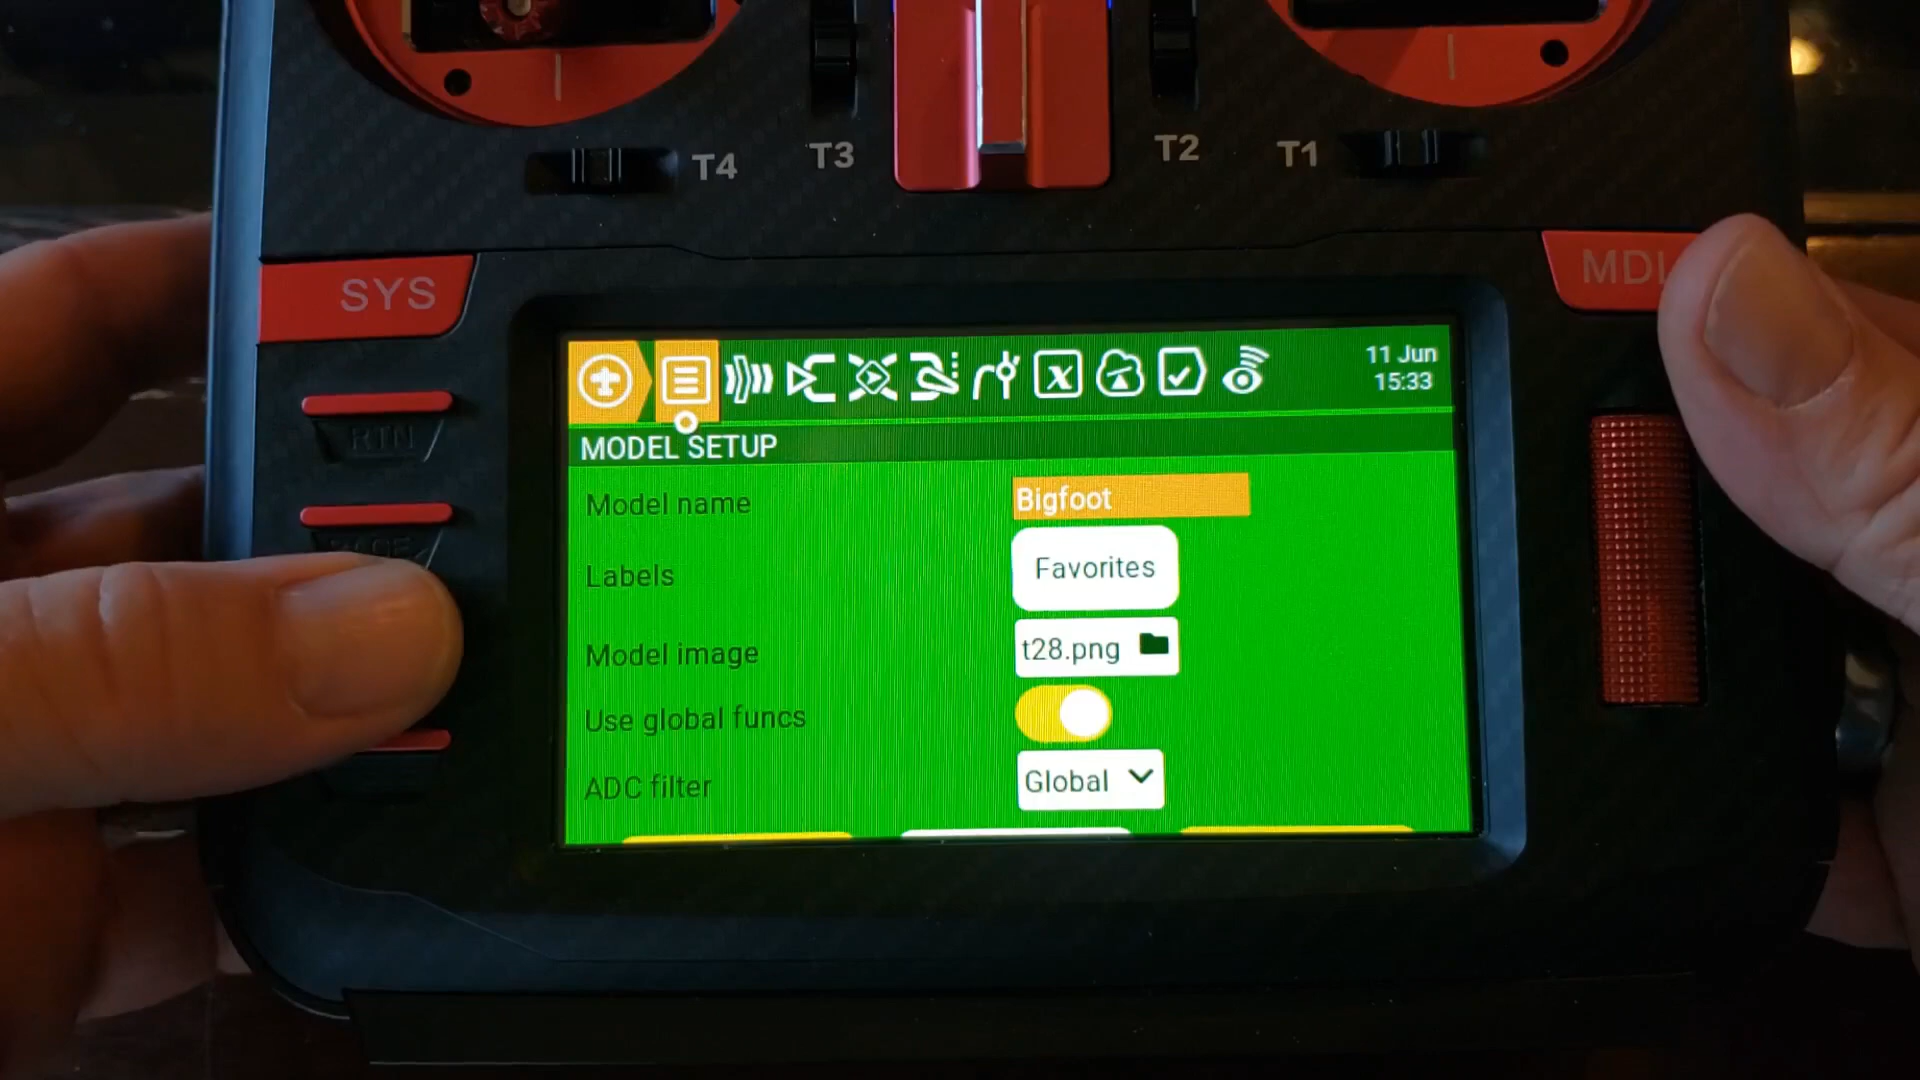 T4
T3
T2
T1
SYS
MDL
RTN
11 Jun
15:33
MODEL SETUP
Model name
Bigfoot
Labels
Favorites
Model image
t28.png
Use global funcs
ADC filter
Global